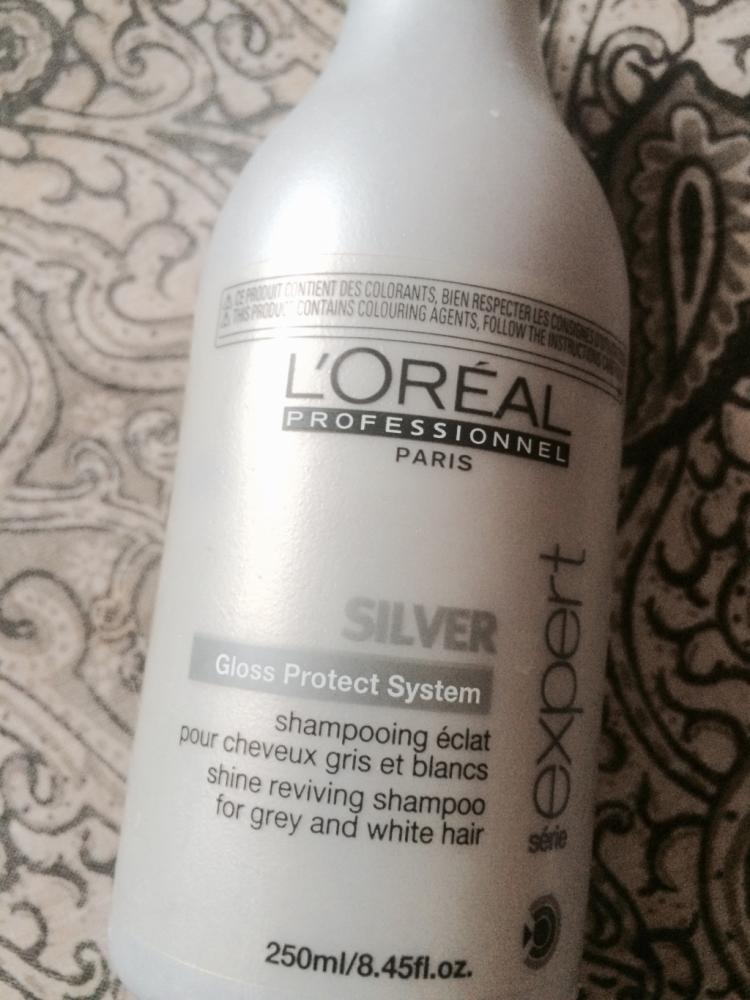 CE PRODUIT CONTIENT DES COLORANTS, BIEN RESPECTER LES CONSIGNES
THIS PRODUCT CONTAINS COLOURING AGENTS, FOLLOW THE INSTRUCTIONS
L'ORÉAL
PROFESSIONNEL
PARIS
SILVER
Gloss Protect System
shampooing éclat
pour cheveux gris et blancs
shine reviving shampoo
for grey and white hair
série expert
250ml/8.45fl.oz.